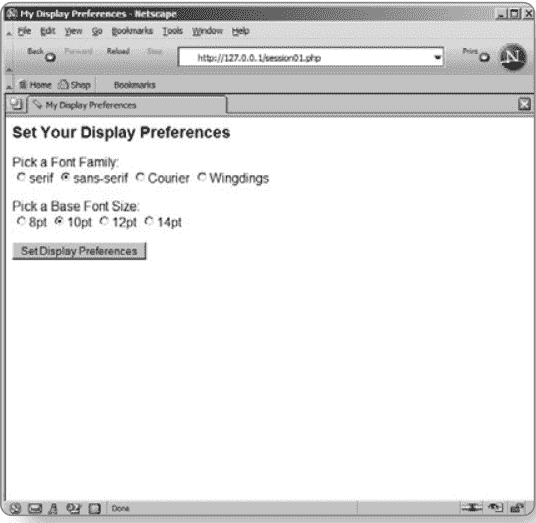 My Display Preferences - Netscape
File Edit View Go Bookmarks Tools Window Help
Back Forward Reload Stop http://127.0.0.1/session01.php Print N
Home Shop Bookmarks
My Display Preferences
Set Your Display Preferences
Pick a Font Family:
serif sans-serif Courier Wingdings
Pick a Base Font Size:
8pt 10pt 12pt 14pt
Set Display Preferences
Done